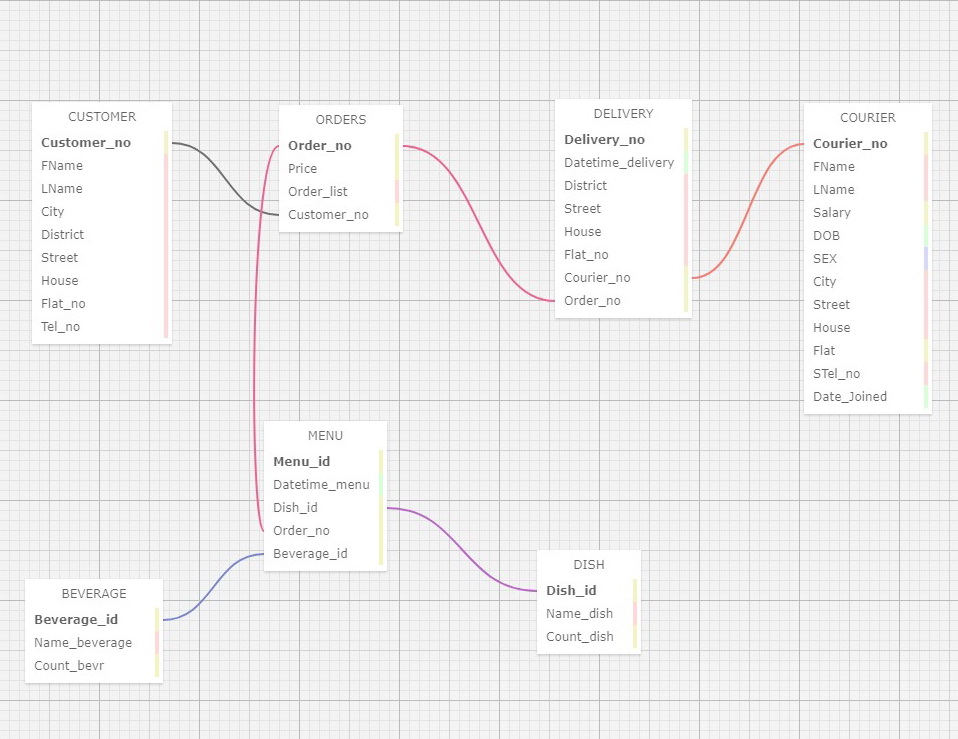 CUSTOMER
Customer_no
FName
LName
City
District
Street
House
Flat_no
Tel_no
ORDERS
Order_no
Price
Order_list
Customer_no
DELIVERY
Delivery_no
Datetime_delivery
District
Street
House
Flat_no
Courier_no
Order_no
COURIER
Courier_no
FName
LName
Salary
DOB
SEX
City
Street
House
Flat
STel_no
Date_Joined
MENU
Menu_id
Datetime_menu
Dish_id
Order_no
Beverage_id
BEVERAGE
Beverage_id
Name_beverage
Count_bevr
DISH
Dish_id
Name_dish
Count_dish